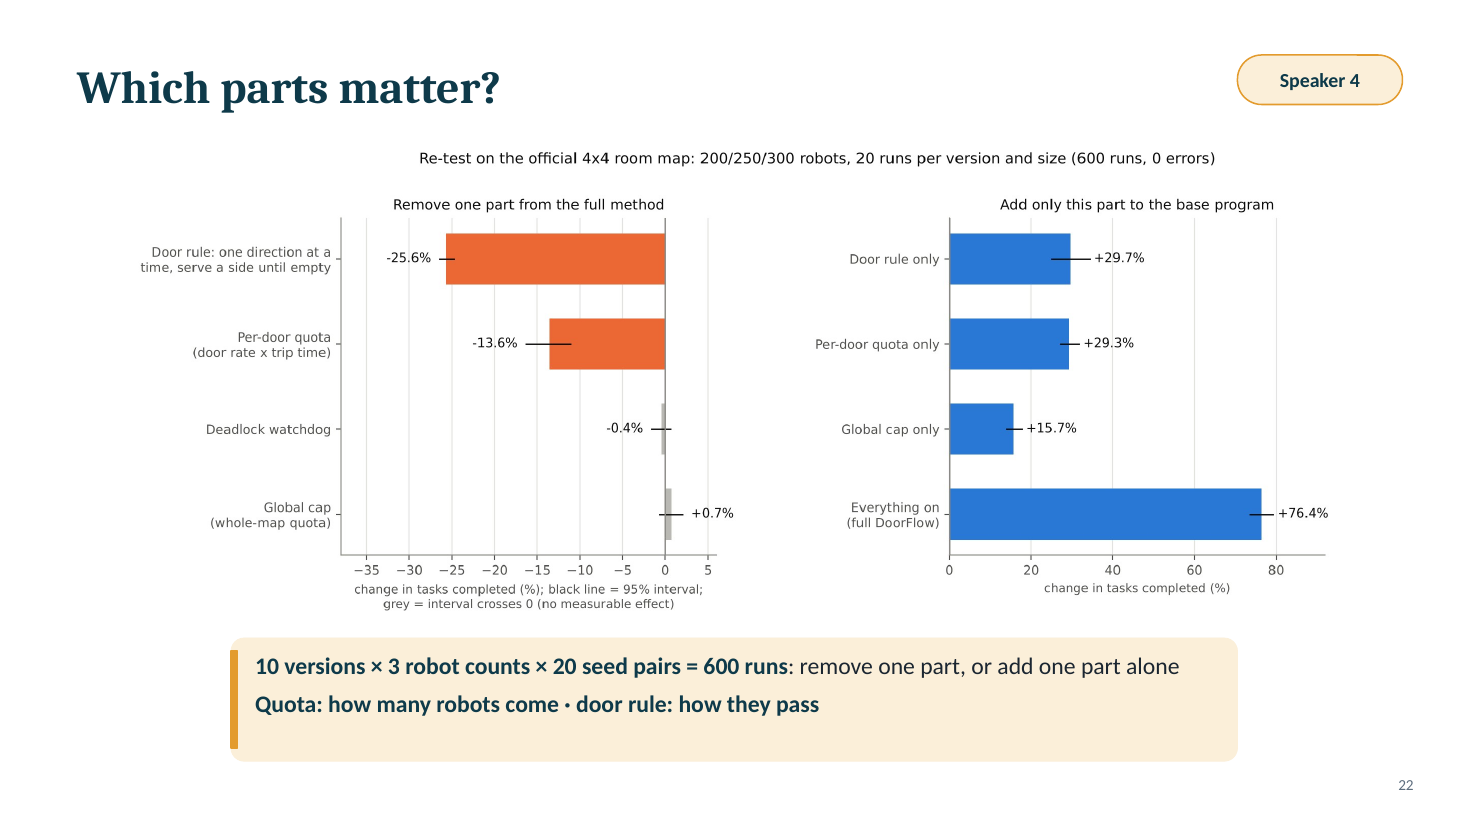 Which parts matter?
Speaker 4
Re-test on the official 4x4 room map: 200/250/300 robots, 20 runs per version and size (600 runs, 0 errors)
Remove one part from the full method
Door rule: one direction at a
time, serve a side until empty
-25.6%
Per-door quota
(door rate x trip time)
-13.6%
Deadlock watchdog
-0.4%
Global cap
(whole-map quota)
+0.7%
−35 −30 −25 −20 −15 −10 −5 0 5
change in tasks completed (%); black line = 95% interval;
grey = interval crosses 0 (no measurable effect)
Add only this part to the base program
Door rule only
+29.7%
Per-door quota only
+29.3%
Global cap only
+15.7%
Everything on
(full DoorFlow)
+76.4%
0 20 40 60 80
change in tasks completed (%)
10 versions × 3 robot counts × 20 seed pairs = 600 runs: remove one part, or add one part alone
Quota: how many robots come · door rule: how they pass
22